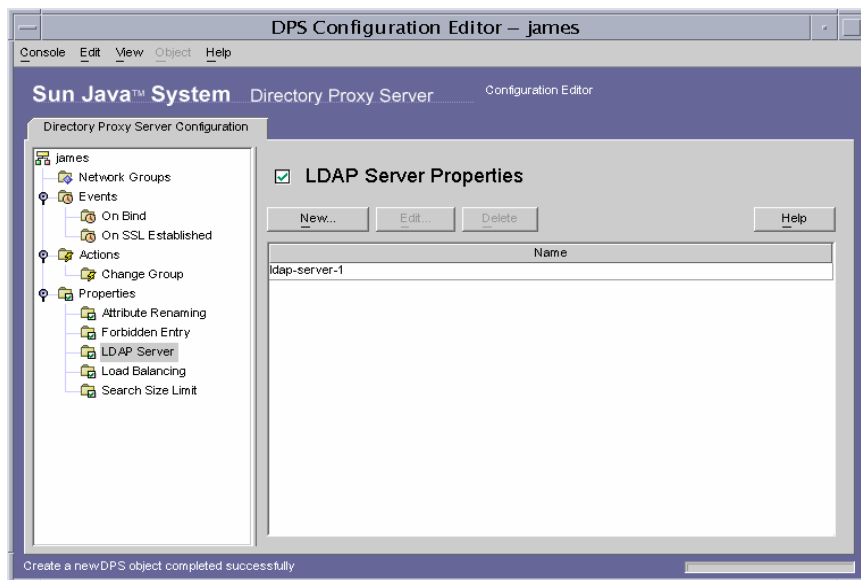 DPS Configuration Editor – james
Console Edit View Object Help
Sun Java™ System Directory Proxy Server Configuration Editor
Directory Proxy Server Configuration
james
Network Groups
Events
On Bind
On SSL Established
Actions
Change Group
Properties
Attribute Renaming
Forbidden Entry
LDAP Server
Load Balancing
Search Size Limit
LDAP Server Properties
New... Edit... Delete Help
Name
ldap-server-1
Create a new DPS object completed successfully